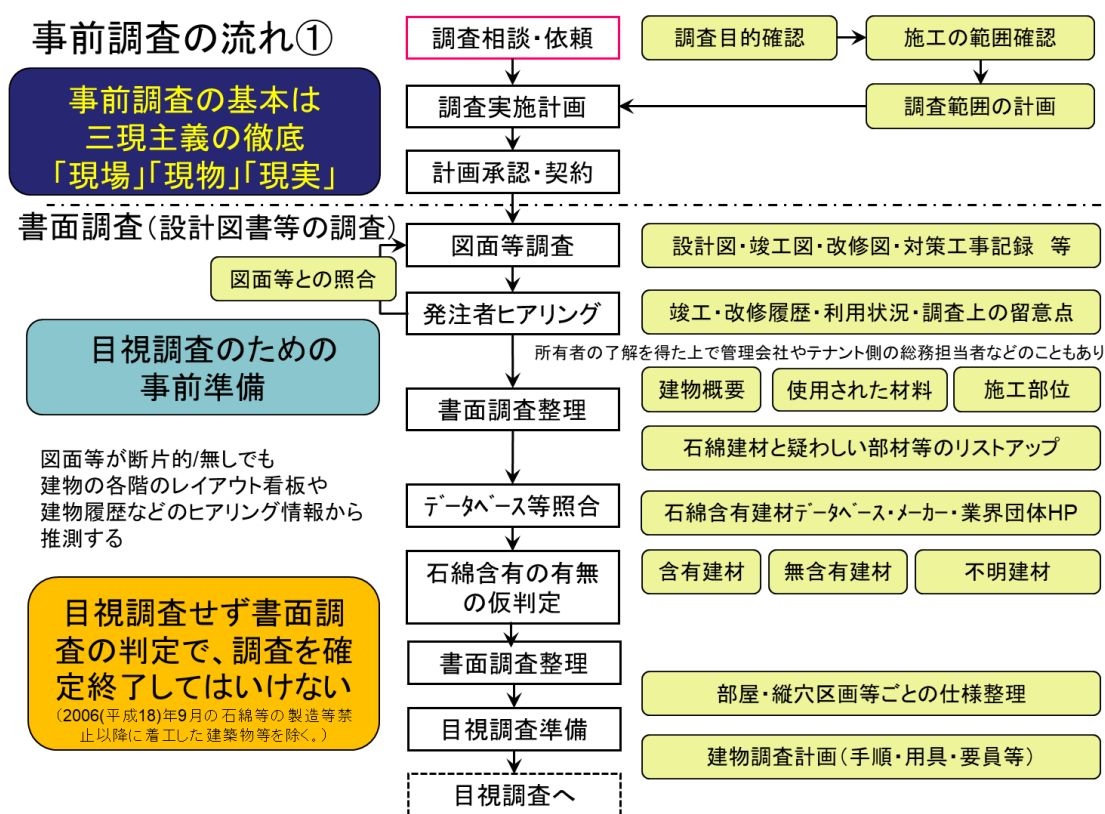 事前調査の流れ①
調査相談・依頼
調査目的確認
施工の範囲確認
事前調査の基本は
三現主義の徹底
「現場」「現物」「現実」
調査実施計画
調査範囲の計画
計画承認・契約
書面調査(設計図書等の調査)
図面等調査
設計図・竣工図・改修図・対策工事記録 等
図面等との照合
発注者ヒアリング
竣工・改修履歴・利用状況・調査上の留意点
所有者の了解を得た上で管理会社やテナント側の総務担当者などのこともあり
目視調査のための
事前準備
書面調査整理
建物概要
使用された材料
施工部位
石綿建材と疑わしい部材等のリストアップ
図面等が断片的/無しでも
建物の各階のレイアウト看板や
建物履歴などのヒアリング情報から
推測する
データベース等照合
石綿含有建材データベース・メーカー・業界団体HP
石綿含有の有無
の仮判定
含有建材
無含有建材
不明建材
目視調査せず書面調
査の判定で、調査を確
定終了してはいけない
(2006(平成18)年9月の石綿等の製造等禁
止以降に着工した建築物等を除く。)
書面調査整理
部屋・縦穴区画等ごとの仕様整理
目視調査準備
建物調査計画(手順・用具・要員等)
目視調査へ